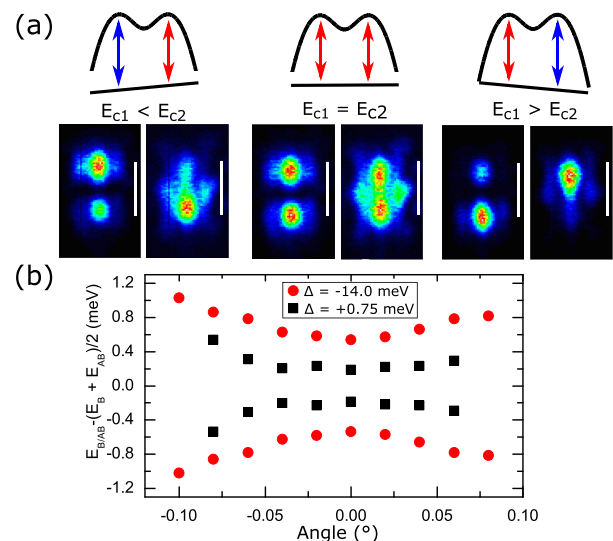 (a)
E_c1 < E_c2
E_c1 = E_c2
E_c1 > E_c2
(b)
E_B/AB-(E_B + E_AB)/2 (meV)
1.2
0.8
0.4
0.0
-0.4
-0.8
-1.2
Δ = -14.0 meV
Δ = +0.75 meV
-0.10
-0.05
0.00
0.05
0.10
Angle (°)